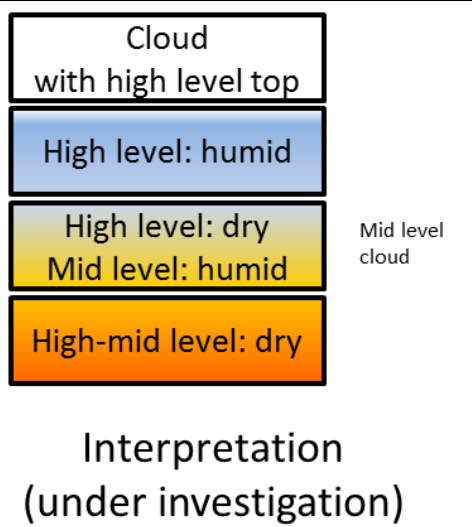 Cloud
with high level top
High level: humid
High level: dry
Mid level: humid
Mid level
cloud
High-mid level: dry
Interpretation
(under investigation)